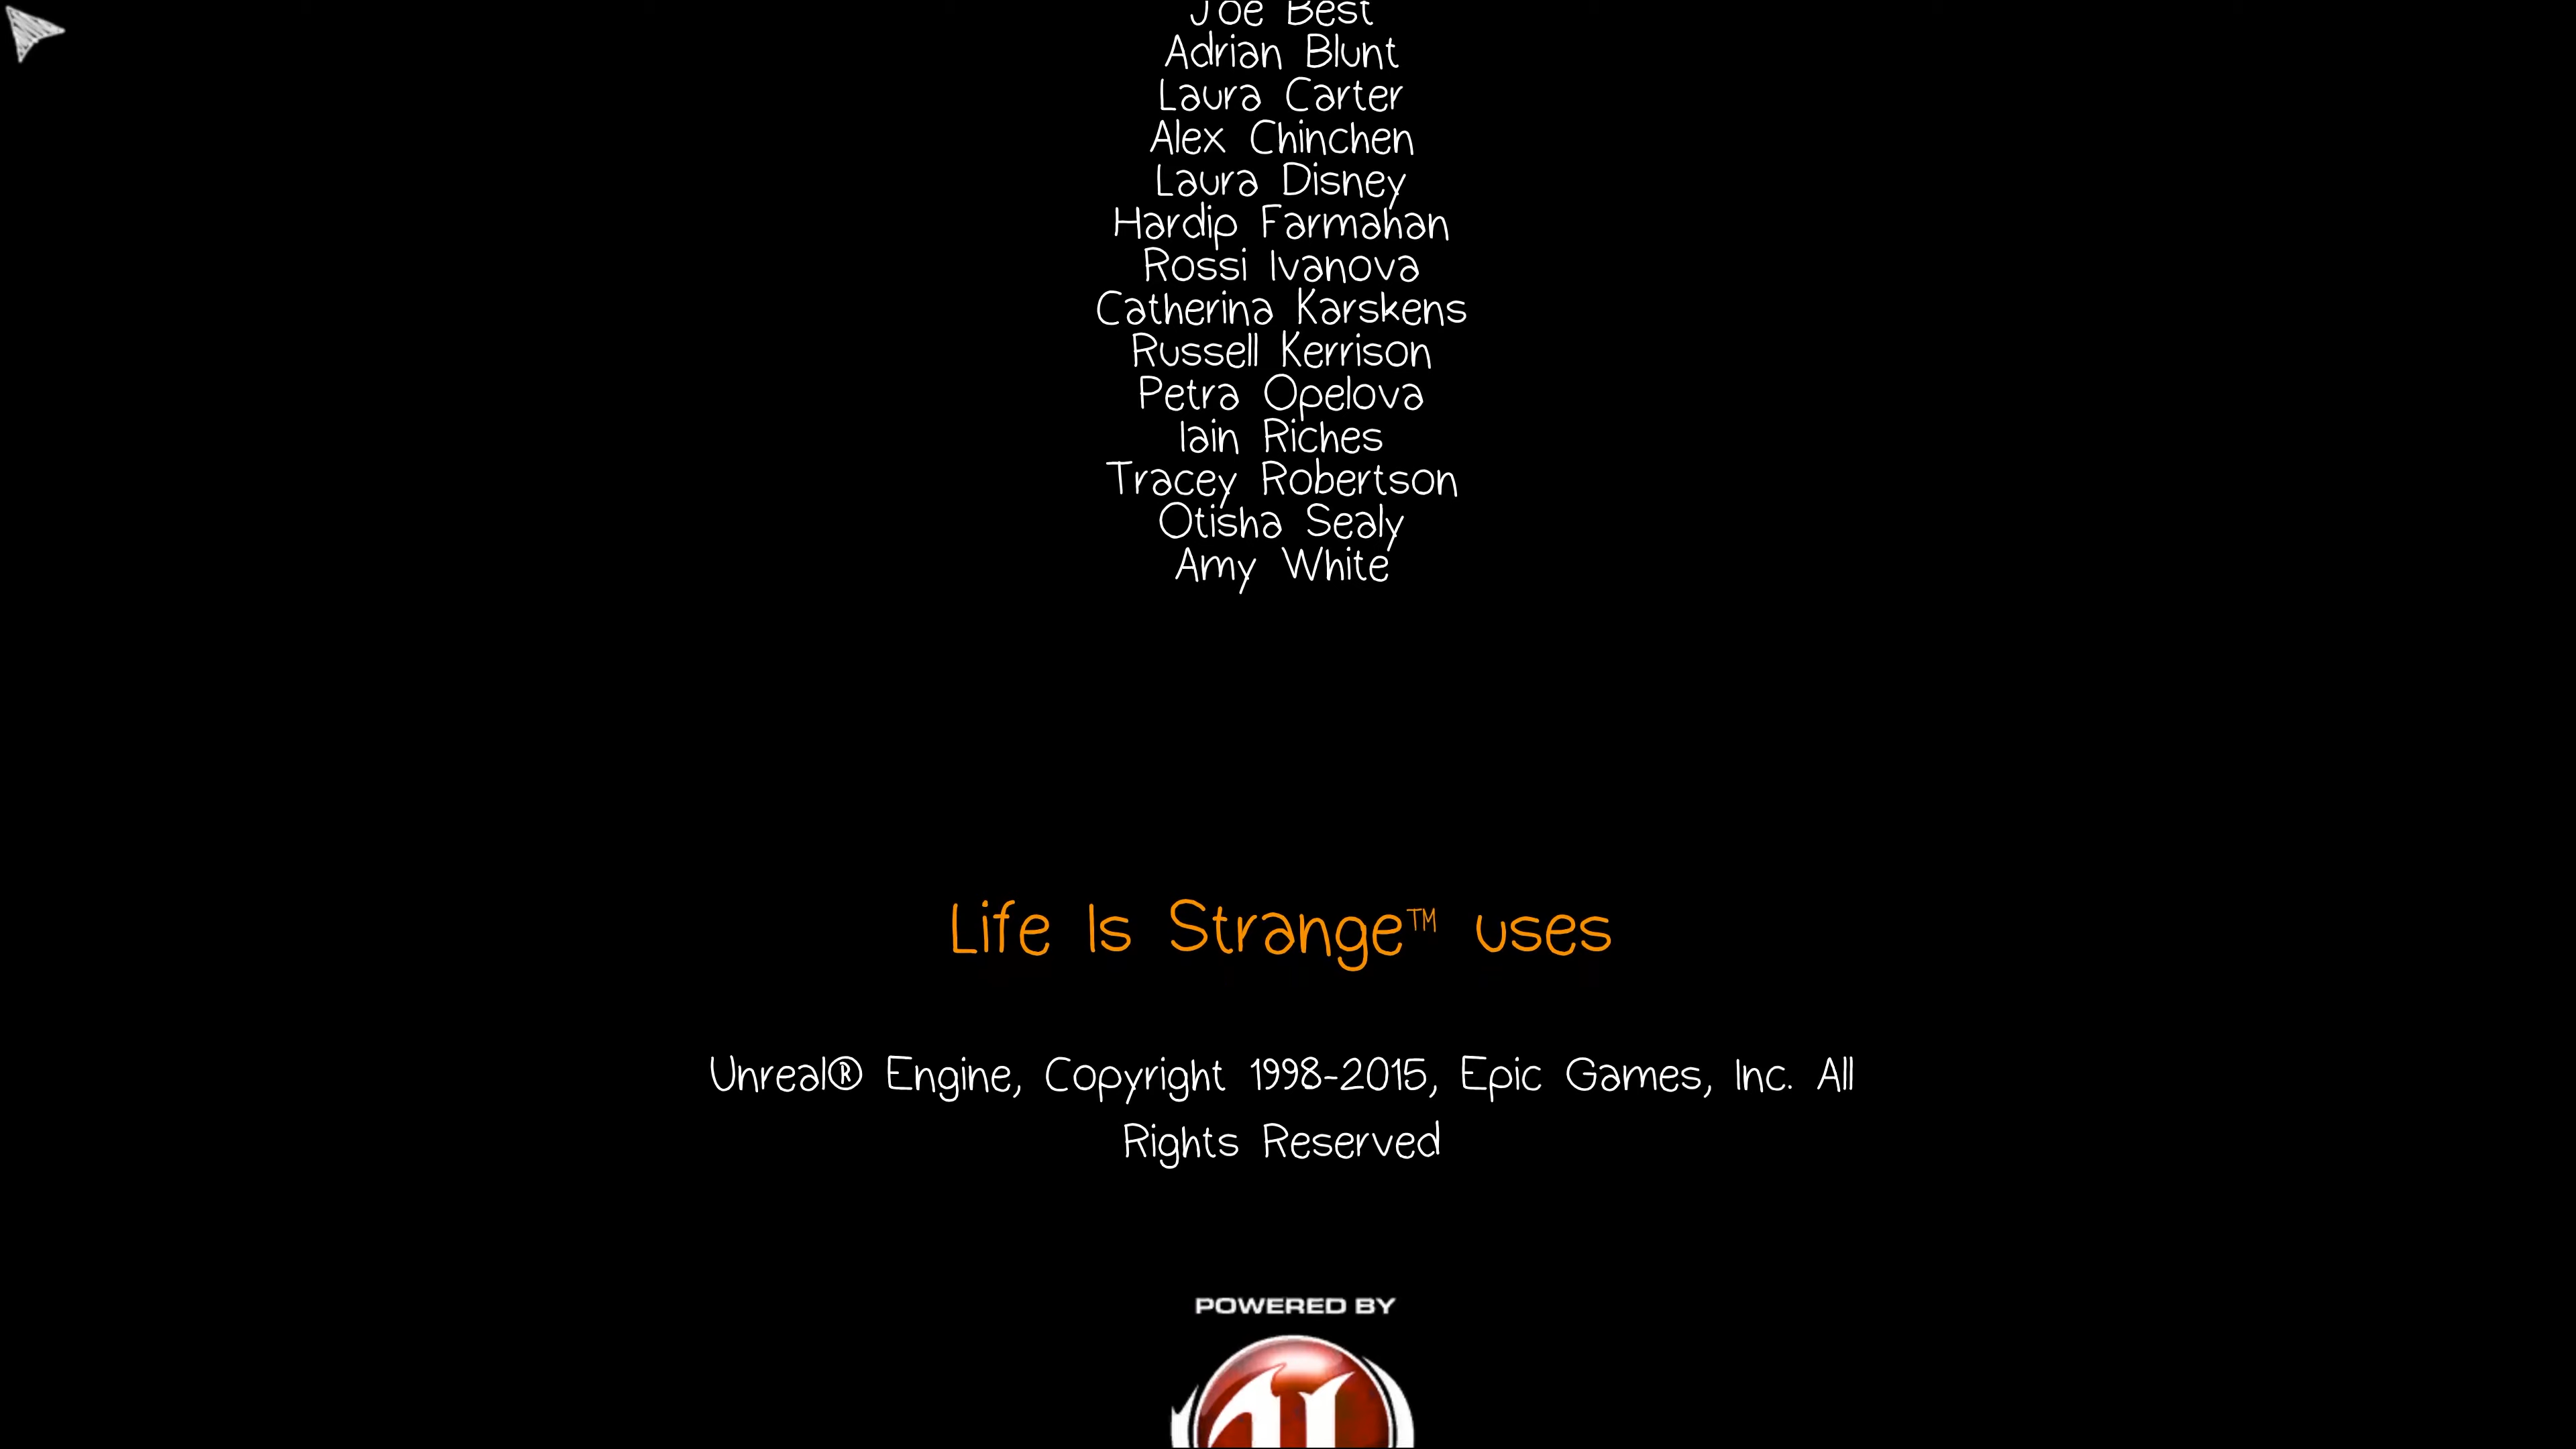 Joe Best
Adrian Blunt
Laura Carter
Alex Chinchen
Laura Disney
Hardip Farmahan
Rossi Ivanova
Catherina Karskens
Russell Kerrison
Petra Opelova
Iain Riches
Tracey Robertson
Otisha Sealy
Amy White
Life Is Strange™ uses
Unreal® Engine, Copyright 1998-2015, Epic Games, Inc. All
Rights Reserved
POWERED BY